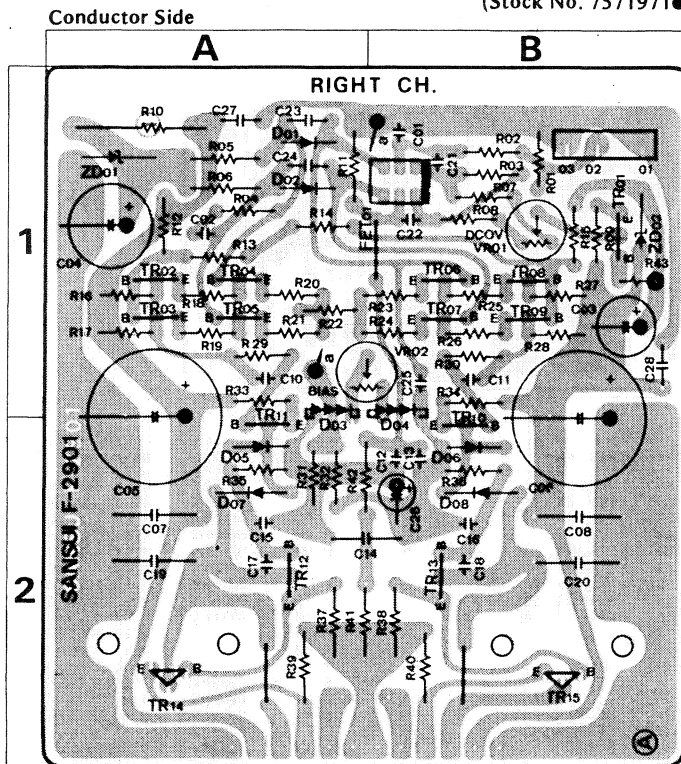 (Stock No. 7571971
Conductor Side
A B
RIGHT CH.
R10 C27 C23 C01 R02
D01
R05 C24 R11 a C21 R03 R01 03 02 01
ZD01 R06 D02 R07 TR01
R04 R08
C02 R14 FET01 C22 DCOV R15 R09 ZD02
R12 VR01
1
C04 R13 R43
B TR02 E B TR04 E R20 E TR06 B E TR08 B
R16 R18 R23 R25 R27 C03
B TR03 E B TR05 E R22 E TR07 B E TR09 B
R17 R19 R21 R24 R26 R28
R29 a VR02 R30 C28
C10 C25 C11
R33 BIAS R34
TR11 D03 D04 TR10
B E E B
D05 C12 C13 D06
R35 R31 R32 R42 R36
C05 D07 C26 D08 C06
SANSUI F-2901
C07 C15 C14 C16 C08
C19 C17 B TR12 E B TR13 E C18 C20
2
R37 R41 R38
R39 R40
E B E B
TR14 TR15
A